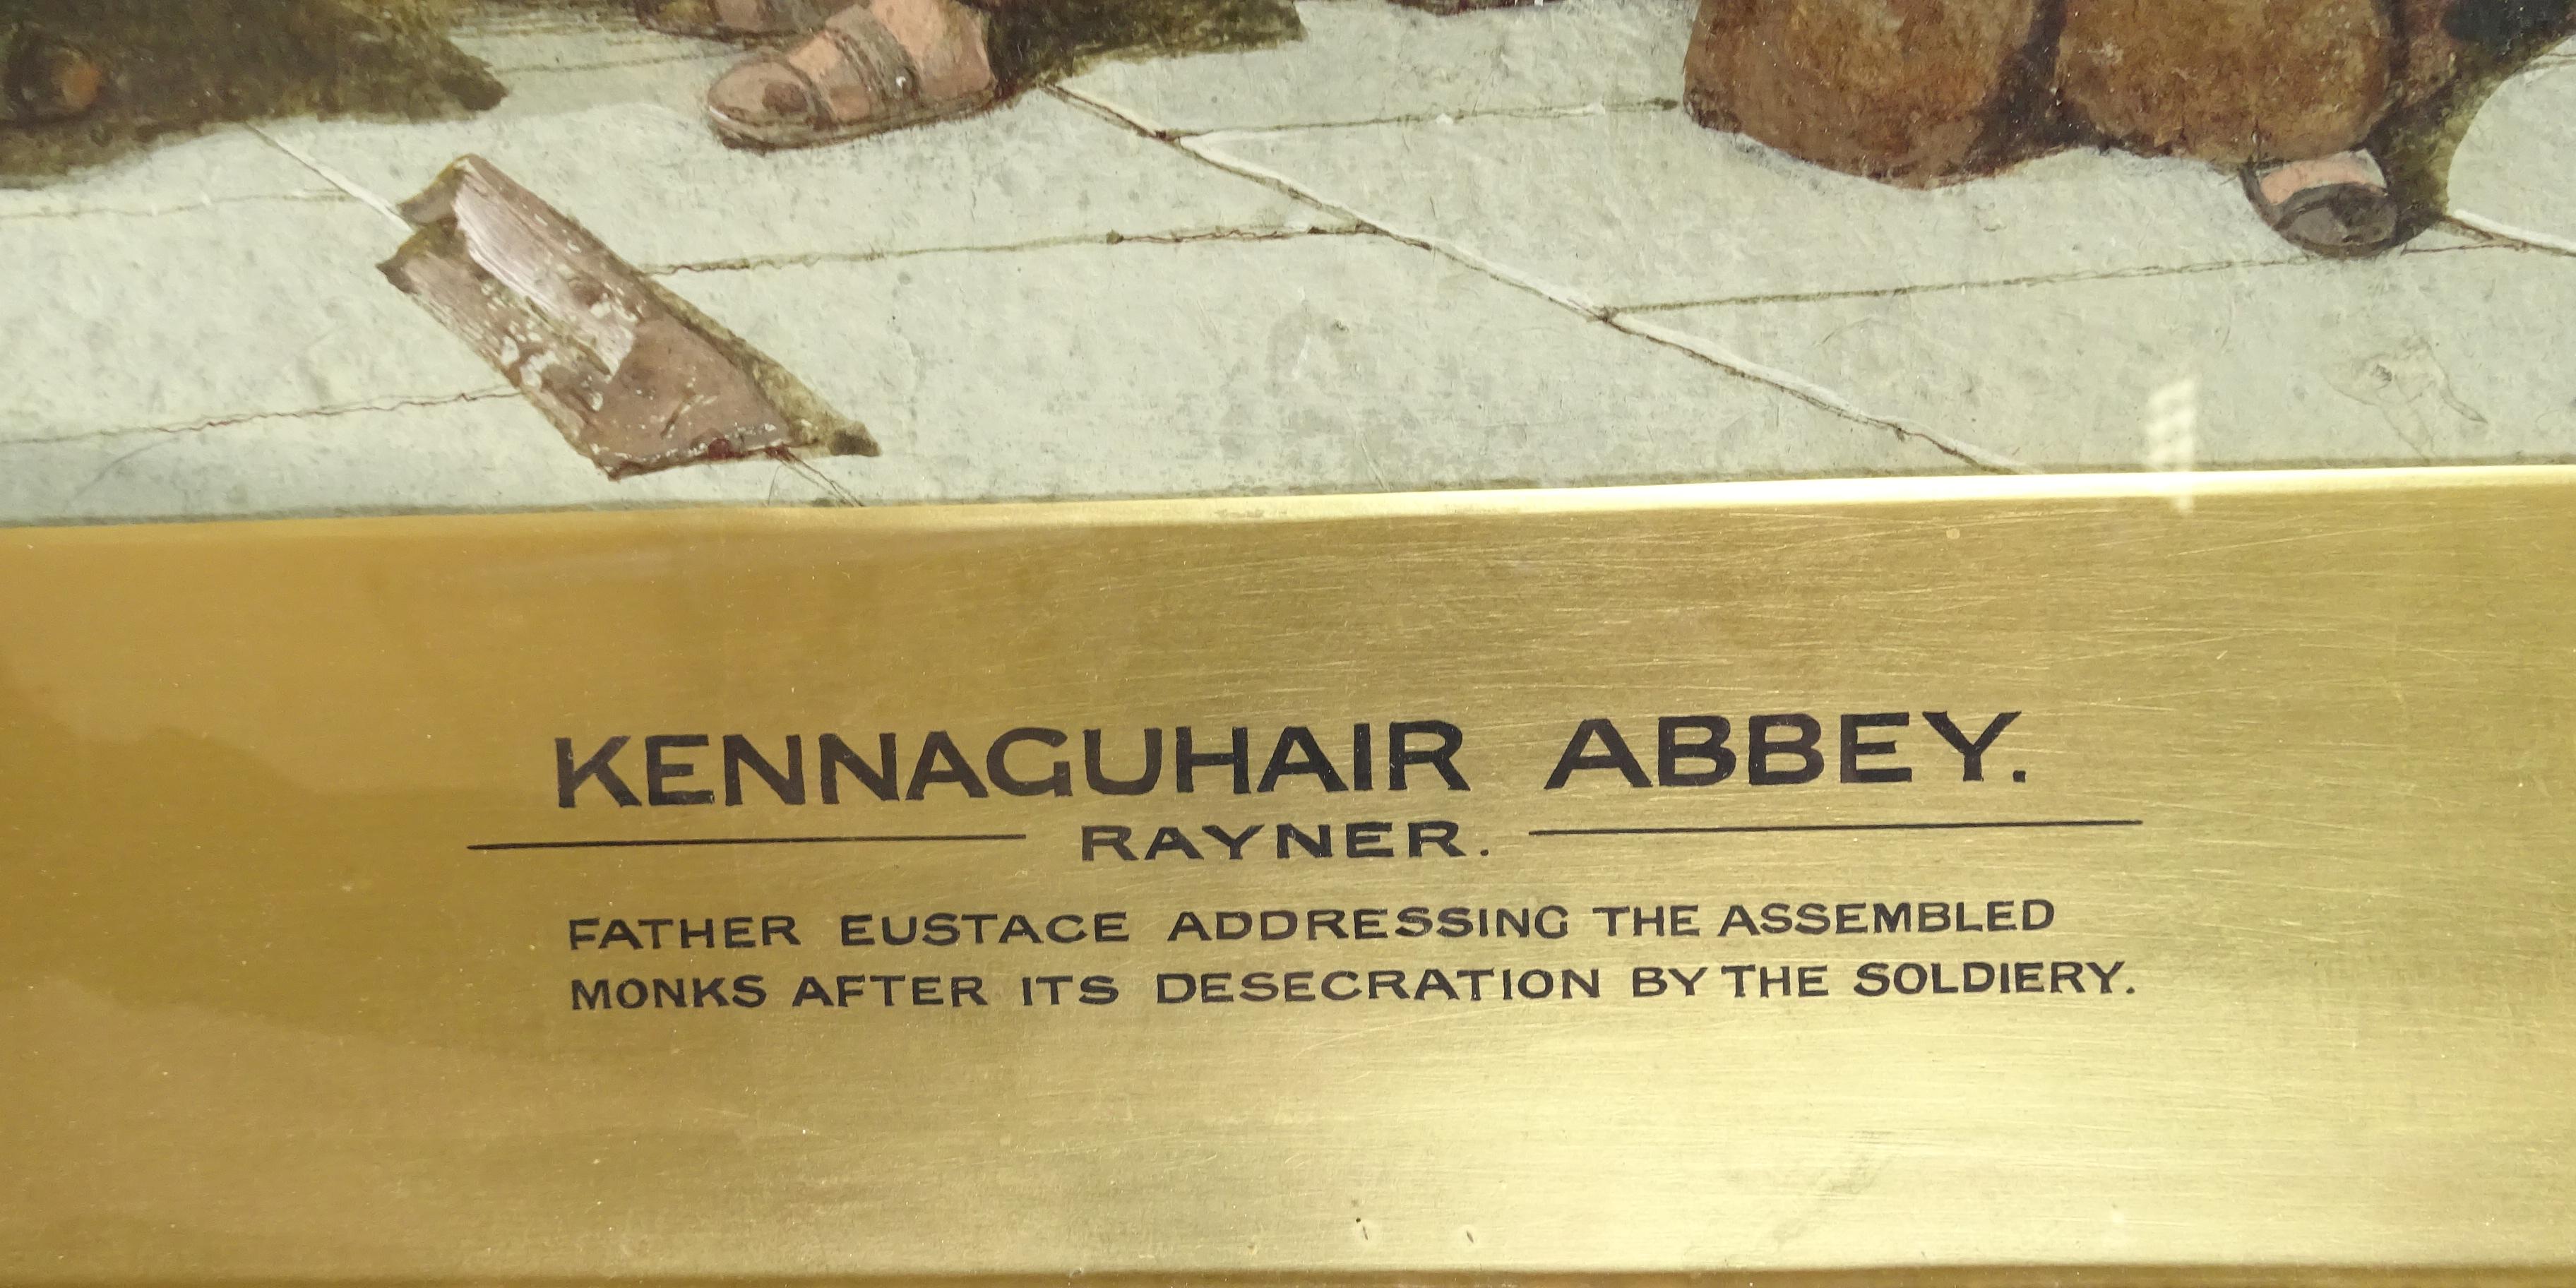 KENNAGUHAIR ABBEY.
RAYNER.
FATHER EUSTACE ADDRESSING THE ASSEMBLED
MONKS AFTER ITS DESECRATION BY THE SOLDIERY.